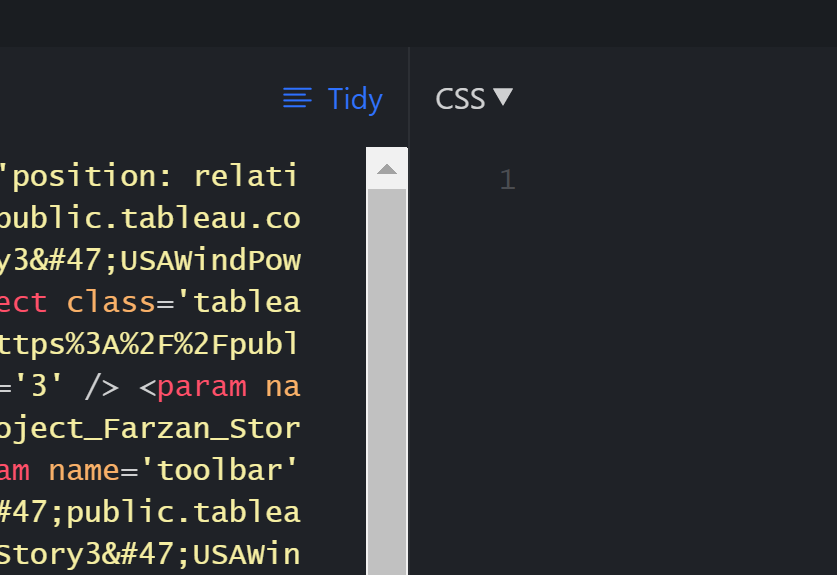 Tidy CSS ▼
'position: relati 1
public.tableau.co
y3&#47;USAWindPow
ect class='tablea
ttps%3A%2F%2Fpubl
='3' /> <param na
oject_Farzan_Stor
am name='toolbar'
#47;public.tablea
Story3&#47;USAWin